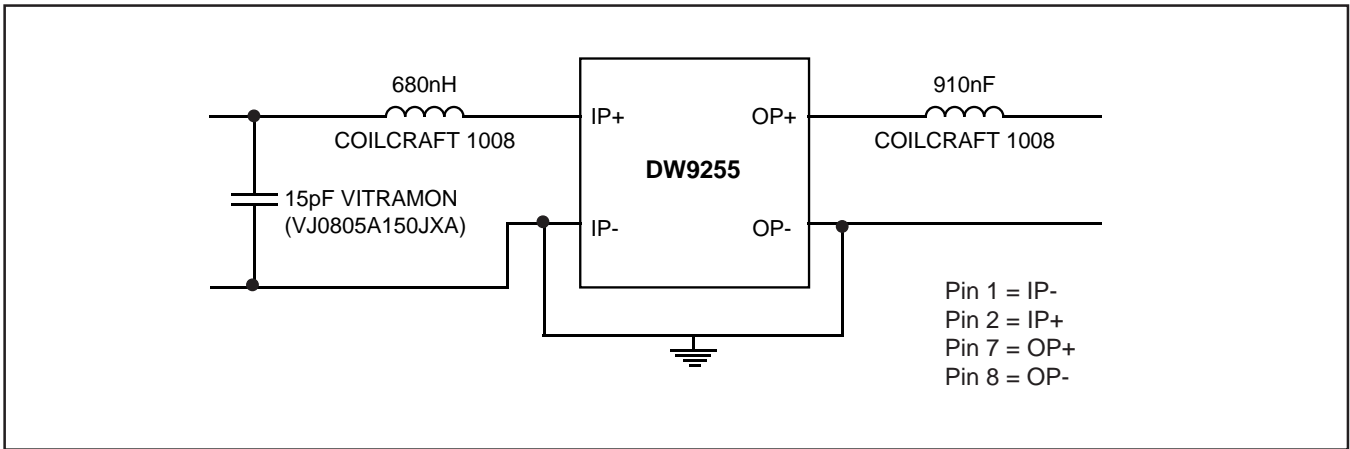 680nH
910nF
IP+
OP+
COILCRAFT 1008
COILCRAFT 1008
DW9255
15pF VITRAMON
(VJ0805A150JXA)
IP-
OP-
Pin 1 = IP-
Pin 2 = IP+
Pin 7 = OP+
Pin 8 = OP-